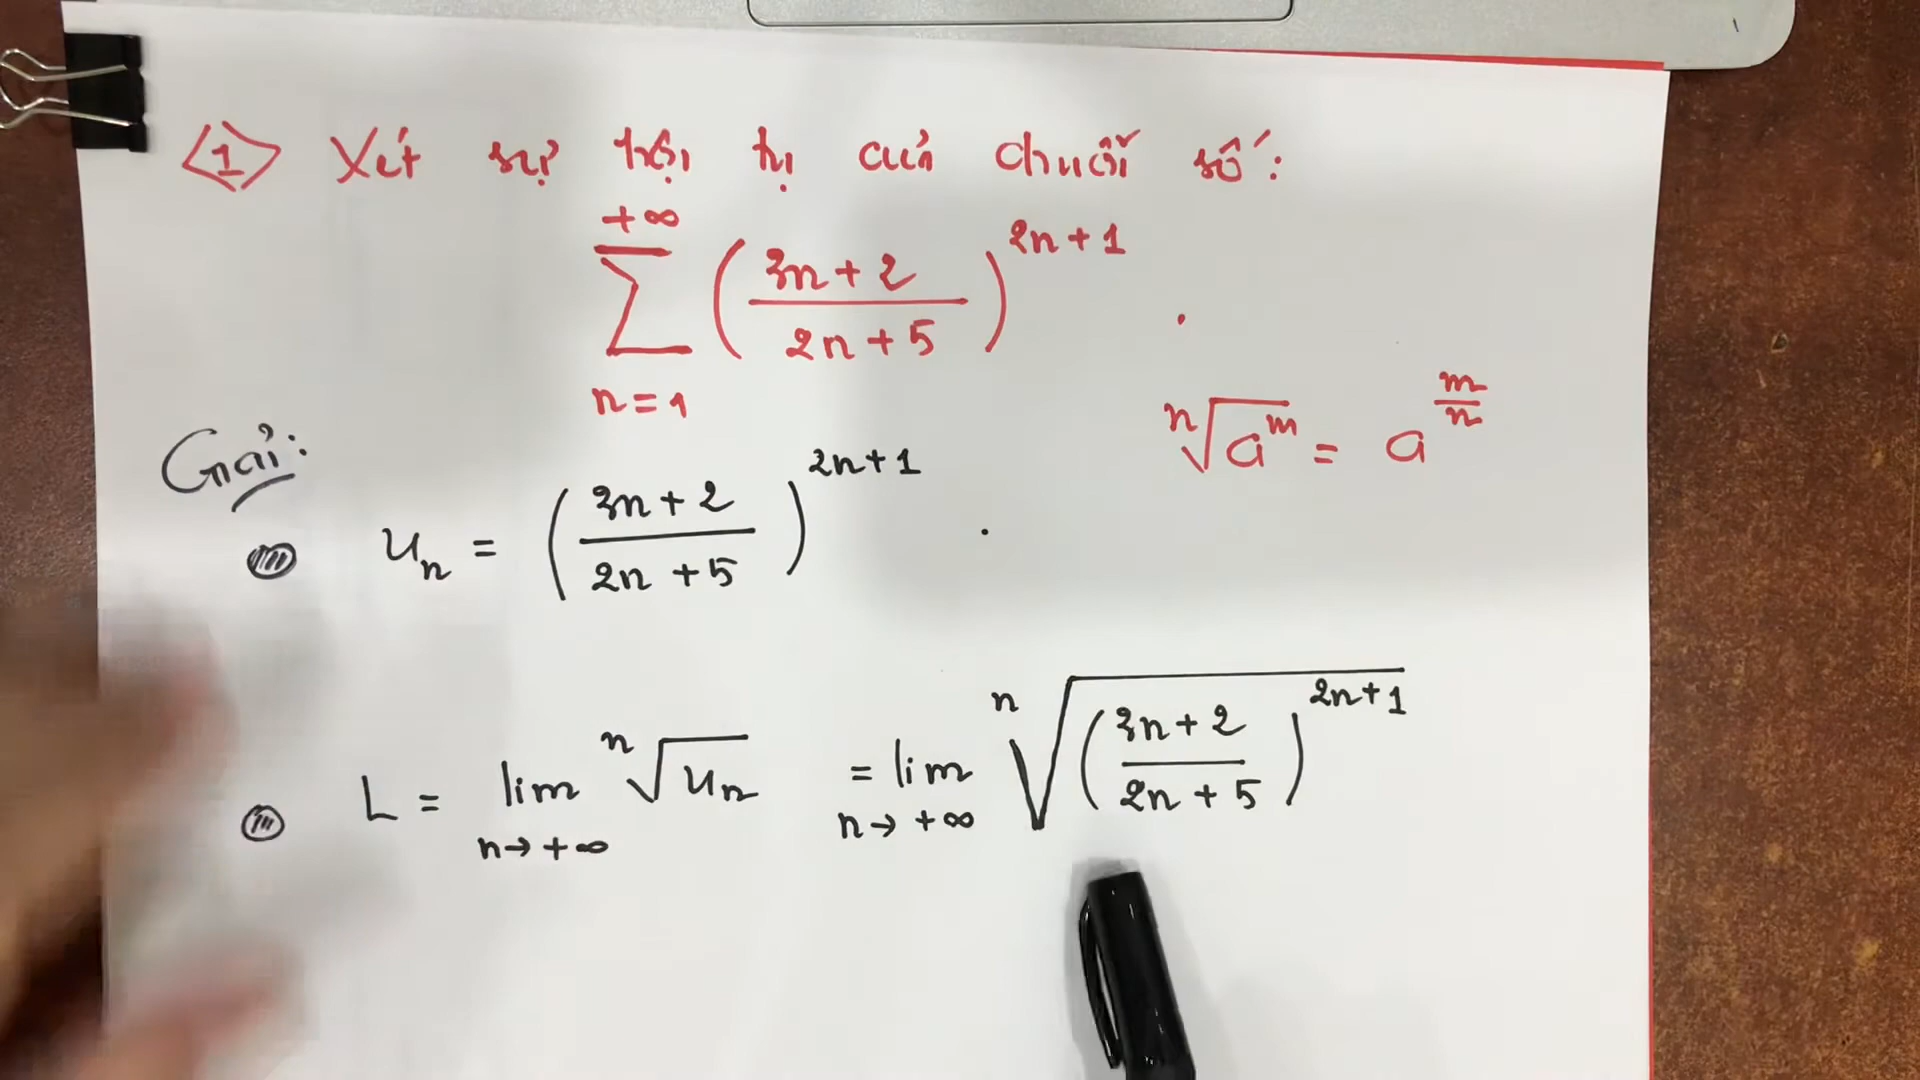 1 Xét sự hội tụ của chuỗi số:
+∞
∑ ( (3n + 2) / (2n + 5) )^(2n + 1) .
n = 1
ⁿ√(a^m) = a^(m/n)
Giải:
u_n = ( (3n + 2) / (2n + 5) )^(2n + 1) .
L = lim_(n → +∞) ⁿ√(u_n) = lim_(n → +∞) ⁿ√( ( (3n + 2) / (2n + 5) )^(2n + 1) )